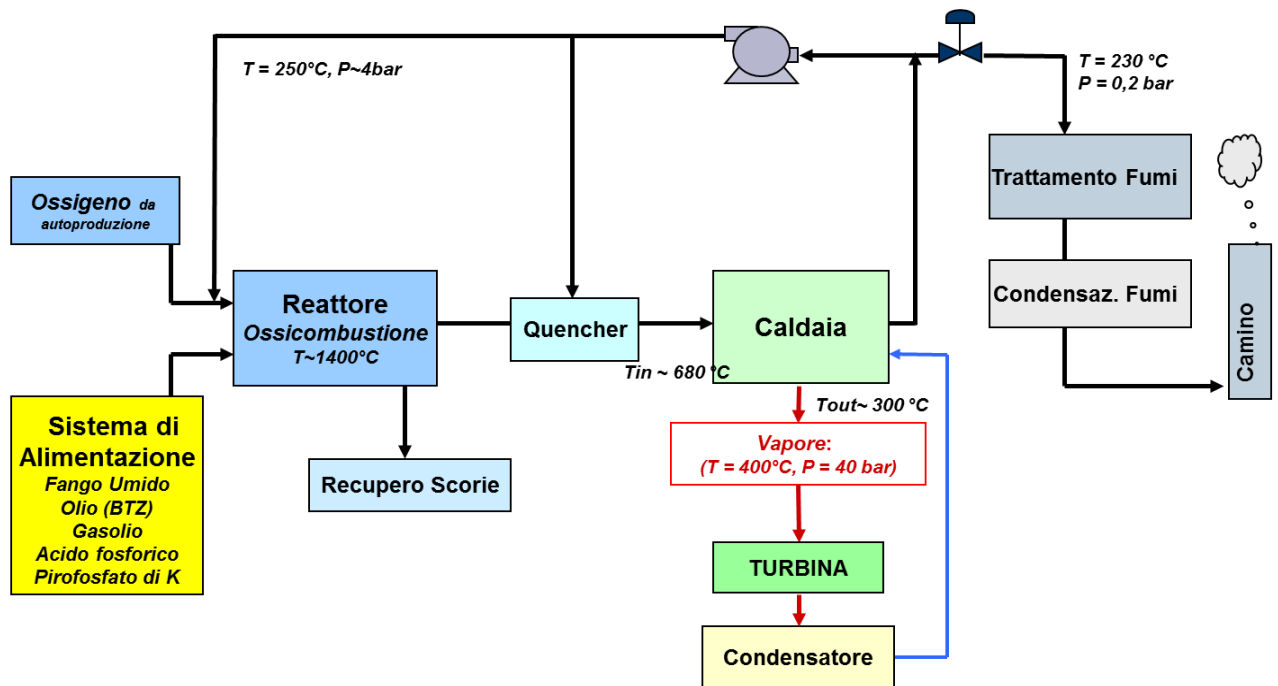 T = 250°C, P~4bar
T = 230 °C
P = 0,2 bar
Trattamento Fumi
Ossigeno da
autoproduzione
Reattore
Ossicombustione
T~1400°C
Quencher
Caldaia
Condensaz. Fumi
Camino
Tin ~ 680 °C
Tout~ 300 °C
Sistema di
Alimentazione
Fango Umido
Olio (BTZ)
Gasolio
Acido fosforico
Pirofosfato di K
Recupero Scorie
Vapore:
(T = 400°C, P = 40 bar)
TURBINA
Condensatore